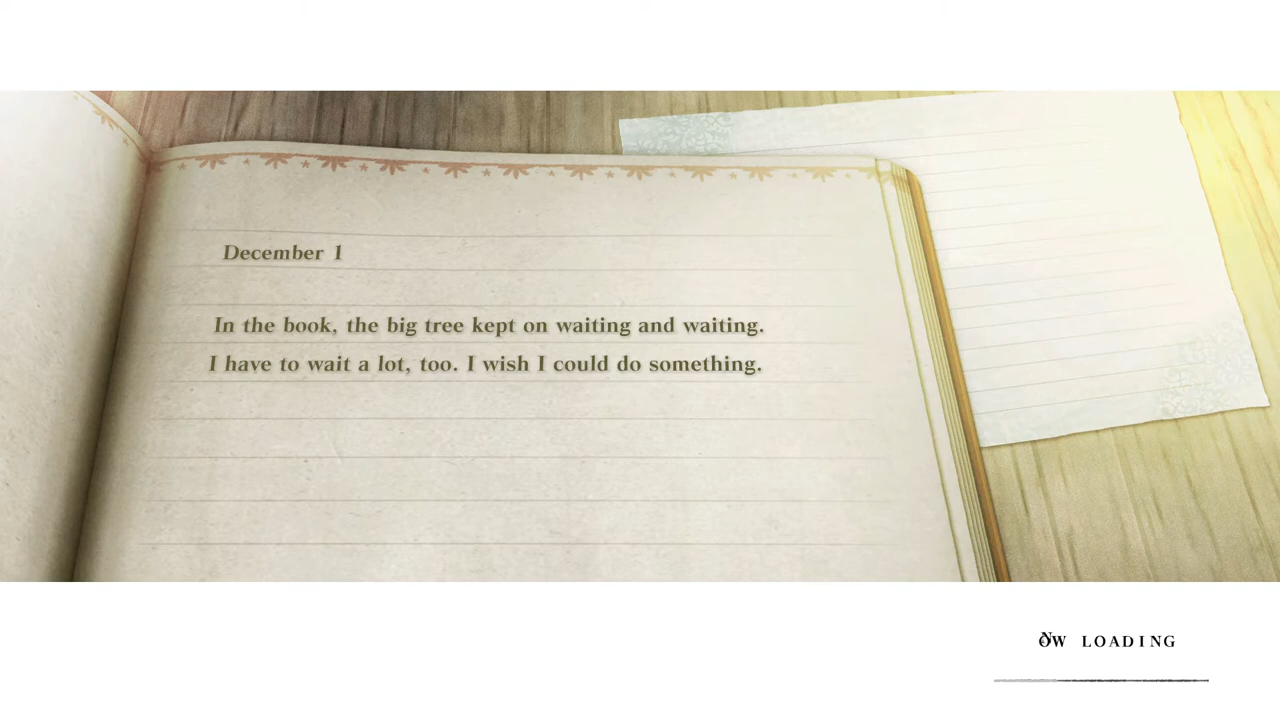 December 1
In the book, the big tree kept on waiting and waiting.
I have to wait a lot, too. I wish I could do something.
NOW LOADING